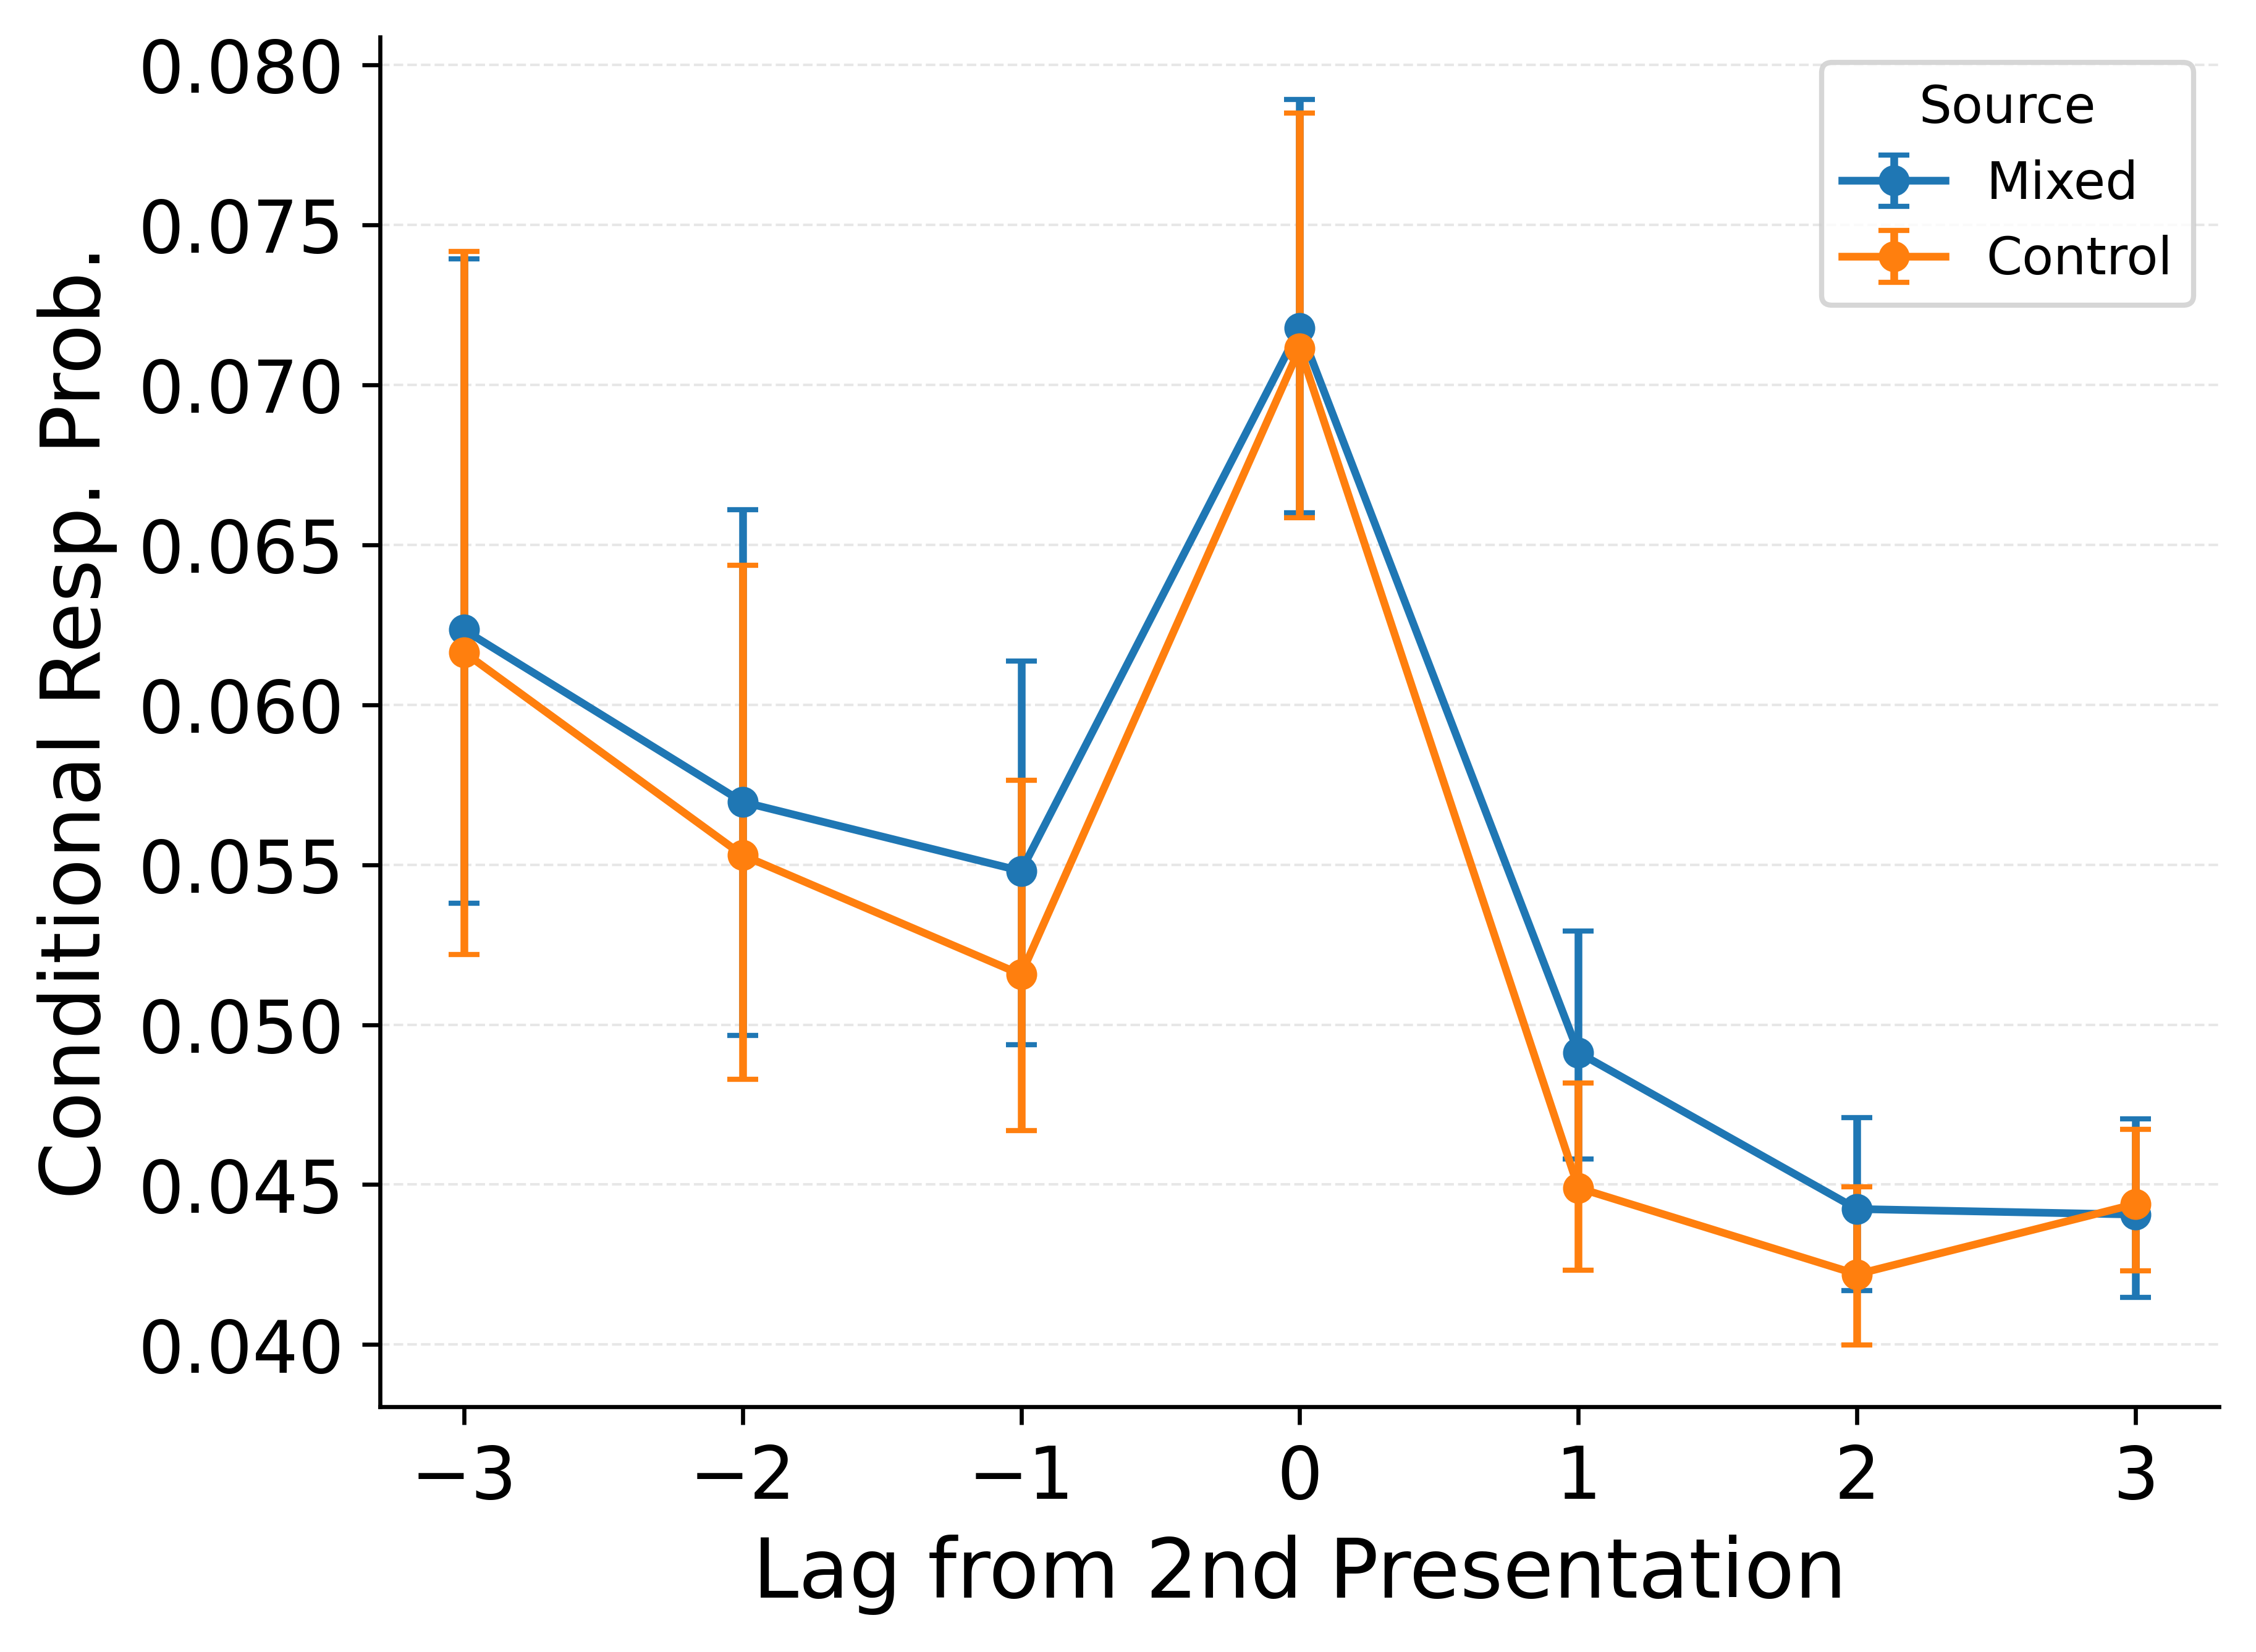 0.080
0.075
0.070
0.065
0.060
0.055
0.050
0.045
0.040
Conditional Resp. Prob.
Source
Mixed
Control
−3 −2 −1 0 1 2 3
Lag from 2nd Presentation